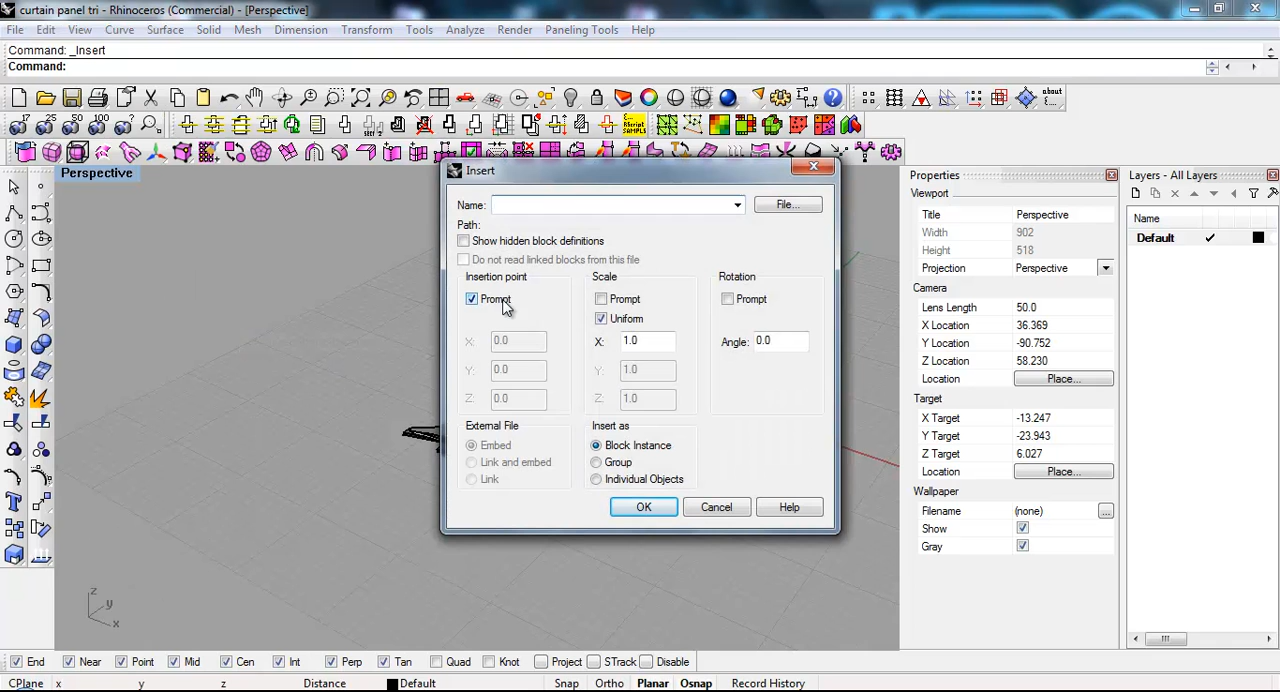 curtain panel tri - Rhinoceros (Commercial) - [Perspective]
File Edit View Curve Surface Solid Mesh Dimension Transform Tools Analyze Render Paneling Tools Help
Command: _Insert
Command:
about
17 25 50 100 ?
RScript
SAMPLE
Perspective
Insert
Name: File...
Path:
Show hidden block definitions
Do not read linked blocks from this file
Insertion point Scale Rotation
Prompt Prompt Prompt
Uniform
X: 0.0 X: 1.0 Angle: 0.0
Y: 0.0 Y: 1.0
Z: 0.0 Z: 1.0
External File Insert as
Embed Block Instance
Link and embed Group
Link Individual Objects
OK Cancel Help
z
y
x
Properties
Viewport
Title Perspective
Width 902
Height 518
Projection Perspective
Camera
Lens Length 50.0
X Location 36.369
Y Location -90.752
Z Location 58.230
Location Place...
Target
X Target -13.247
Y Target -23.943
Z Target 6.027
Location Place...
Wallpaper
Filename (none) ...
Show
Gray
Layers - All Layers
Name
Default
End Near Point Mid Cen Int Perp Tan Quad Knot Project STrack Disable
CPlane x y z Distance Default Snap Ortho Planar Osnap Record History